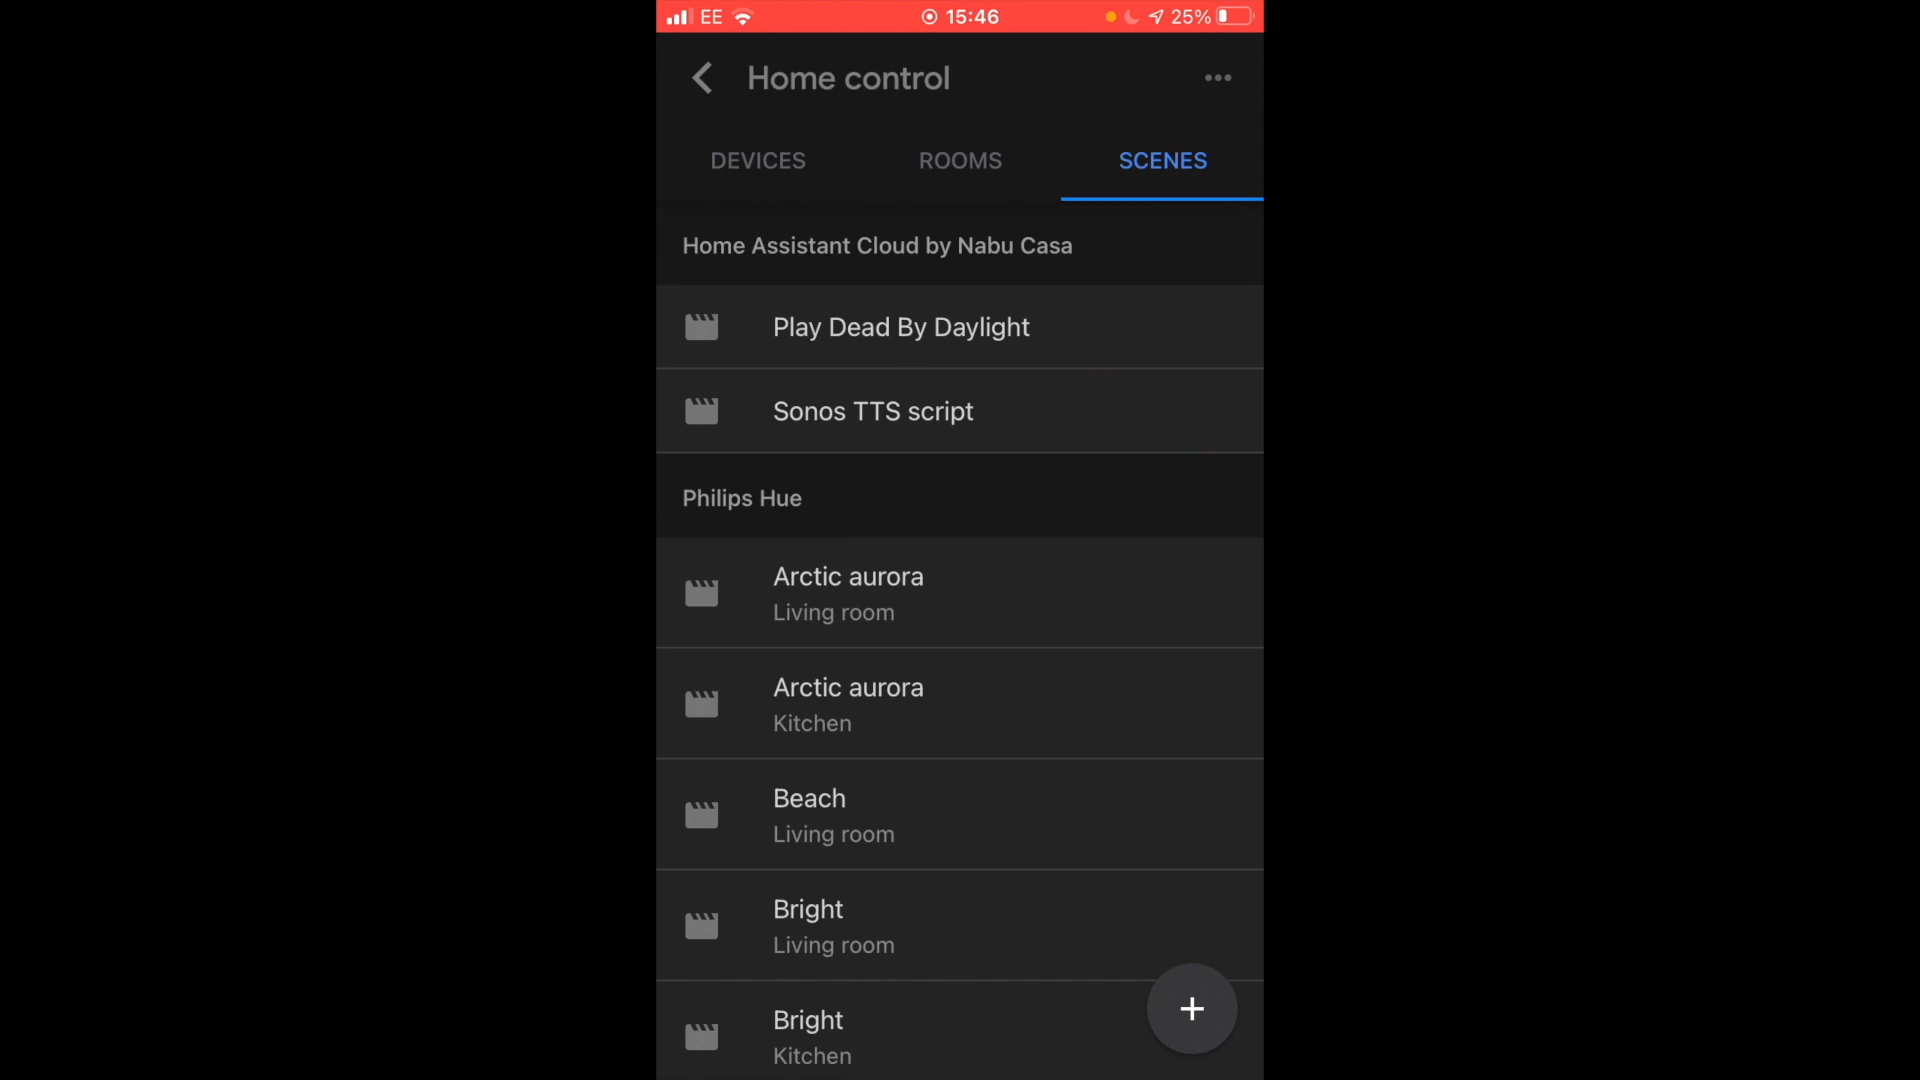 EE 15:46 25%
Home control
DEVICES ROOMS SCENES
Home Assistant Cloud by Nabu Casa
Play Dead By Daylight
Sonos TTS script
Philips Hue
Arctic aurora
Living room
Arctic aurora
Kitchen
Beach
Living room
Bright
Living room
Bright
Kitchen